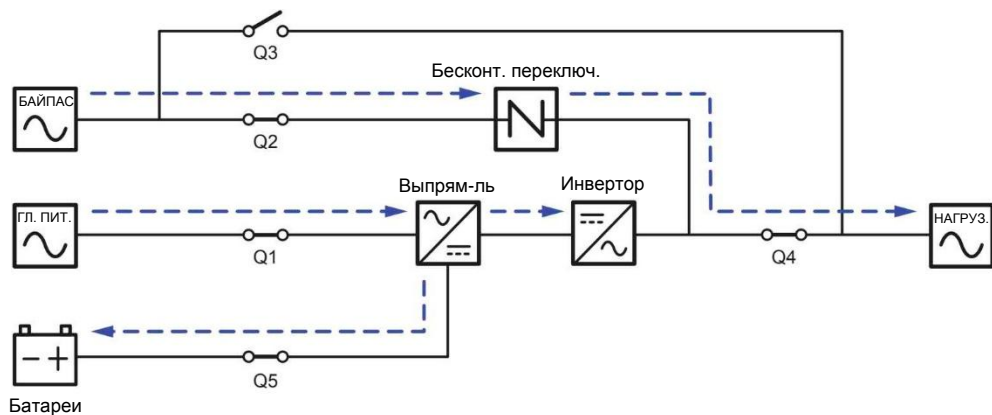 Q3
Бесконт. переключ.
БАЙПАС
Q2
Выпрям-ль
Инвертор
ГЛ. ПИТ.
НАГРУЗ.
Q1
Q4
Q5
Батареи